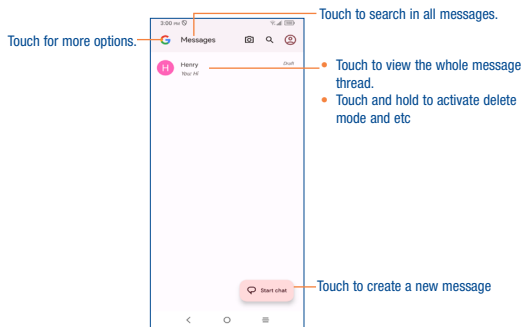 Touch to search in all messages.
3:00 PM
Touch for more options.
Messages
Henry
Draft
H
You: Hi
• Touch to view the whole message
thread.
• Touch and hold to activate delete
mode and etc
Start chat
Touch to create a new message